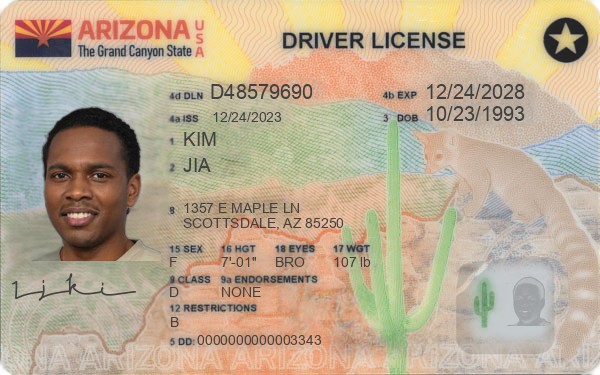 ARIZONA USA
The Grand Canyon State
DRIVER LICENSE
4d DLN D48579690
4b EXP 12/24/2028
4a ISS 12/24/2023
3 DOB 10/23/1993
1 KIM
2 JIA
8 1357 E MAPLE LN
SCOTTSDALE, AZ 85250
15 SEX 16 HGT 18 EYES 17 WGT
F 7'-01" BRO 107 lb
9 CLASS 9a ENDORSEMENTS
D NONE
12 RESTRICTIONS
B
5 DD: 0000000000003343
ARIZONA ARIZONA ARIZONA ARIZONA